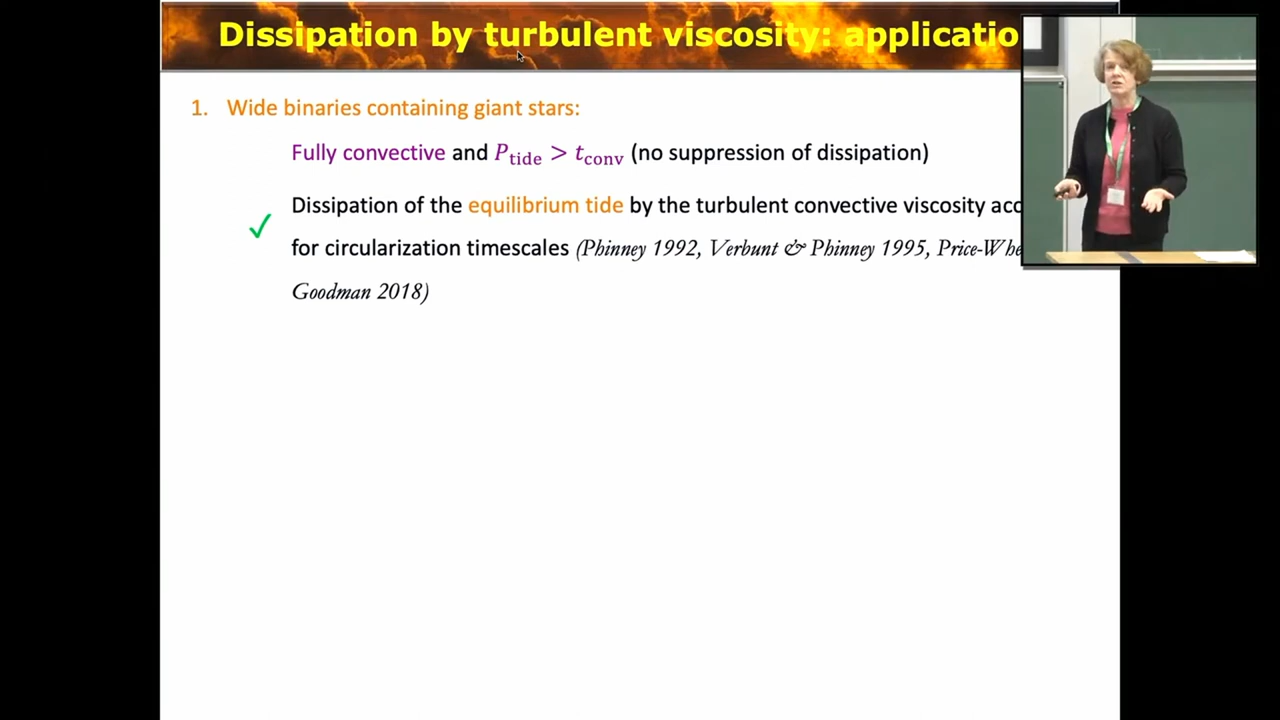 Dissipation by turbulent viscosity: applicatio
1. Wide binaries containing giant stars:
Fully convective and P_tide > t_conv (no suppression of dissipation)
Dissipation of the equilibrium tide by the turbulent convective viscosity acc
for circularization timescales (Phinney 1992, Verbunt & Phinney 1995, Price-Whe
Goodman 2018)